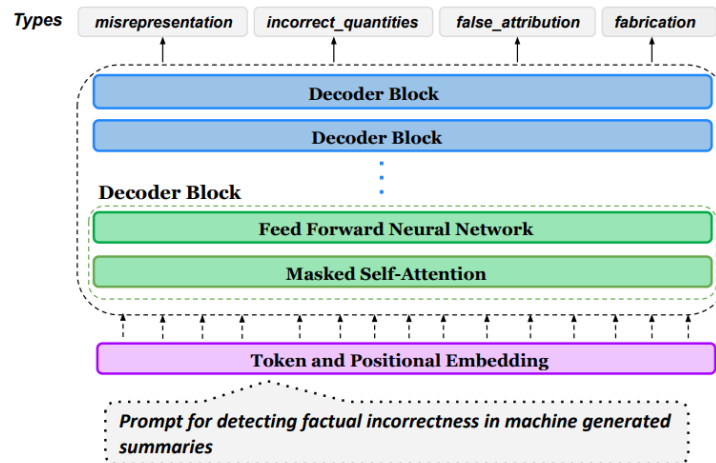 Types misrepresentation incorrect_quantities false_attribution fabrication
Decoder Block
Decoder Block
Decoder Block
Feed Forward Neural Network
Masked Self-Attention
Token and Positional Embedding
Prompt for detecting factual incorrectness in machine generated
summaries